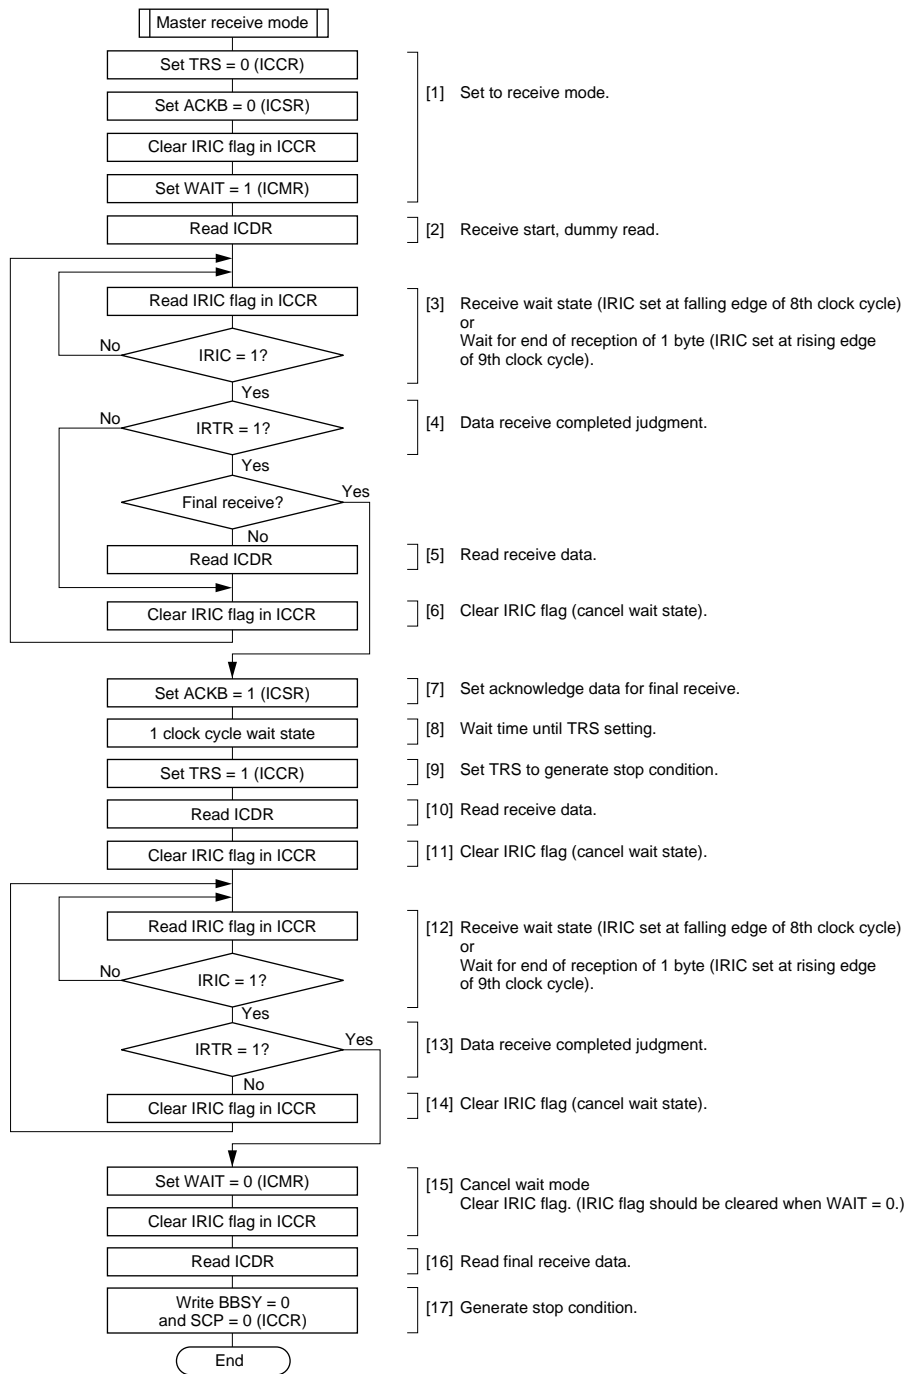 Master receive mode
Set TRS = 0 (ICCR)
[1] Set to receive mode.
Set ACKB = 0 (ICSR)
Clear IRIC flag in ICCR
Set WAIT = 1 (ICMR)
Read ICDR
[2] Receive start, dummy read.
Read IRIC flag in ICCR
[3] Receive wait state (IRIC set at falling edge of 8th clock cycle)
or
Wait for end of reception of 1 byte (IRIC set at rising edge
of 9th clock cycle).
No
IRIC = 1?
Yes
No
IRTR = 1?
[4] Data receive completed judgment.
Yes
Final receive?
Yes
No
Read ICDR
[5] Read receive data.
Clear IRIC flag in ICCR
[6] Clear IRIC flag (cancel wait state).
Set ACKB = 1 (ICSR)
[7] Set acknowledge data for final receive.
1 clock cycle wait state
[8] Wait time until TRS setting.
Set TRS = 1 (ICCR)
[9] Set TRS to generate stop condition.
Read ICDR
[10] Read receive data.
Clear IRIC flag in ICCR
[11] Clear IRIC flag (cancel wait state).
Read IRIC flag in ICCR
[12] Receive wait state (IRIC set at falling edge of 8th clock cycle)
or
Wait for end of reception of 1 byte (IRIC set at rising edge
of 9th clock cycle).
No
IRIC = 1?
Yes
IRTR = 1?
Yes
[13] Data receive completed judgment.
No
Clear IRIC flag in ICCR
[14] Clear IRIC flag (cancel wait state).
Set WAIT = 0 (ICMR)
[15] Cancel wait mode
Clear IRIC flag. (IRIC flag should be cleared when WAIT = 0.)
Clear IRIC flag in ICCR
Read ICDR
[16] Read final receive data.
Write BBSY = 0
and SCP = 0 (ICCR)
[17] Generate stop condition.
End